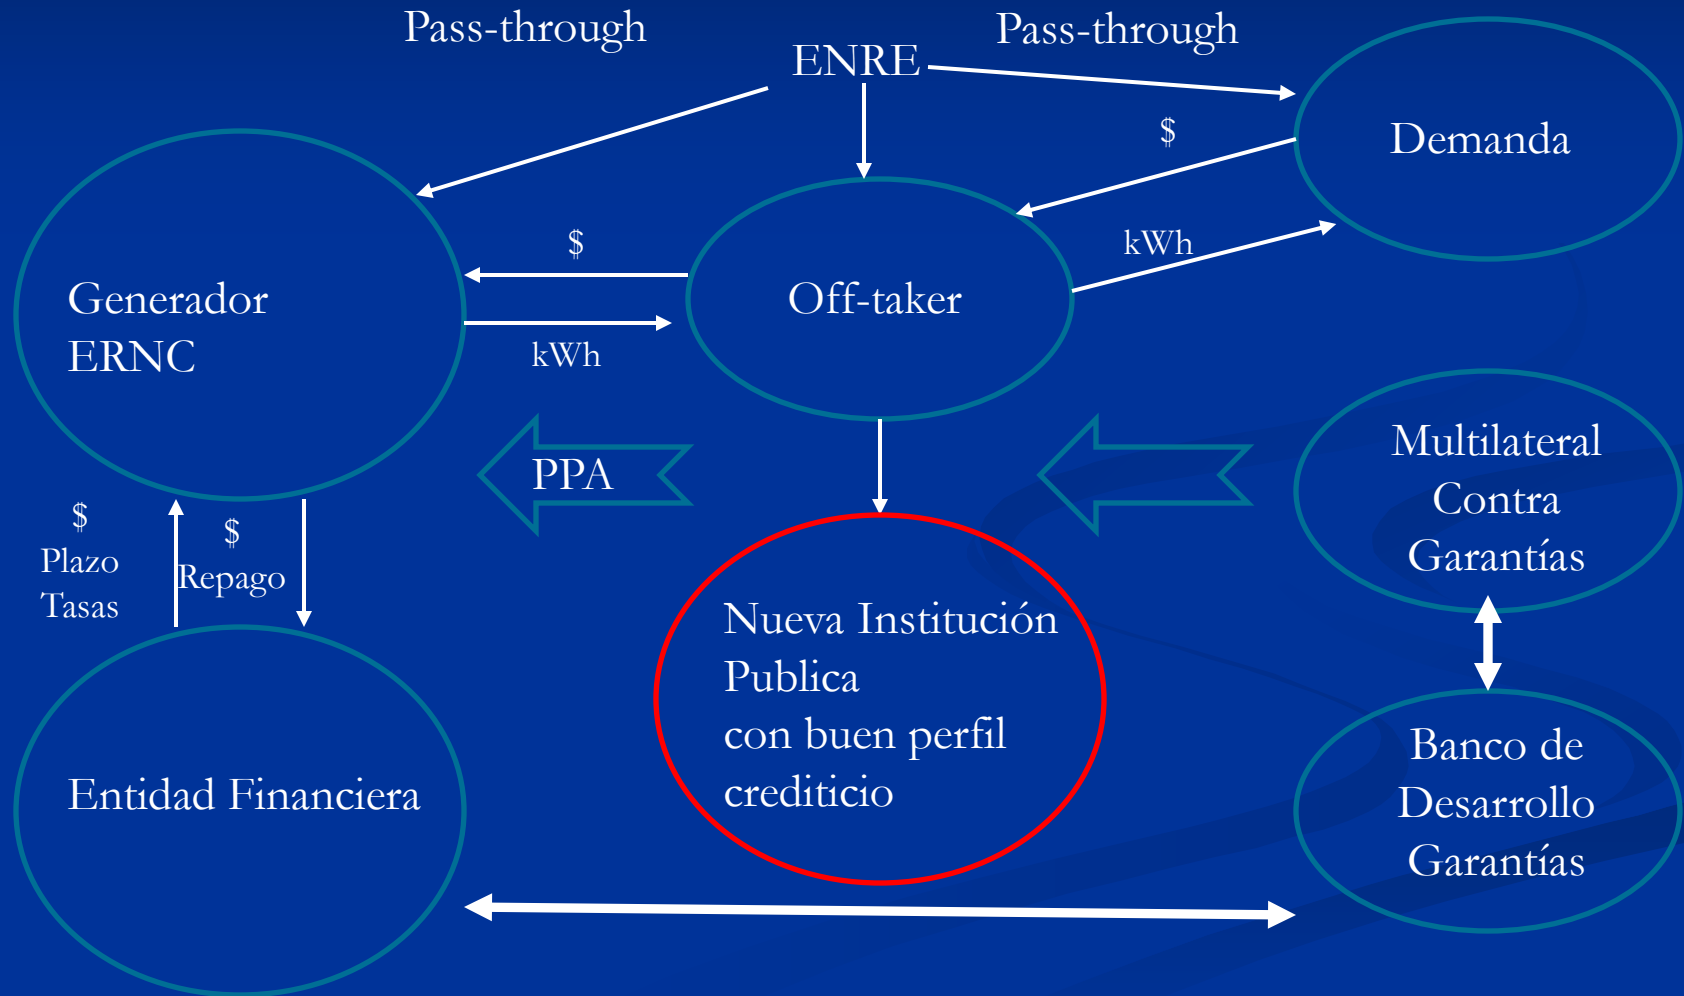 Pass-through
Pass-through
ENRE
$
Demanda
$
kWh
Generador
ERNC
Off-taker
kWh
PPA
Multilateral
Contra
Garantías
$
Plazo
Tasas
$
Repago
Nueva Institución
Publica
con buen perfil
crediticio
Entidad Financiera
Banco de
Desarrollo
Garantías